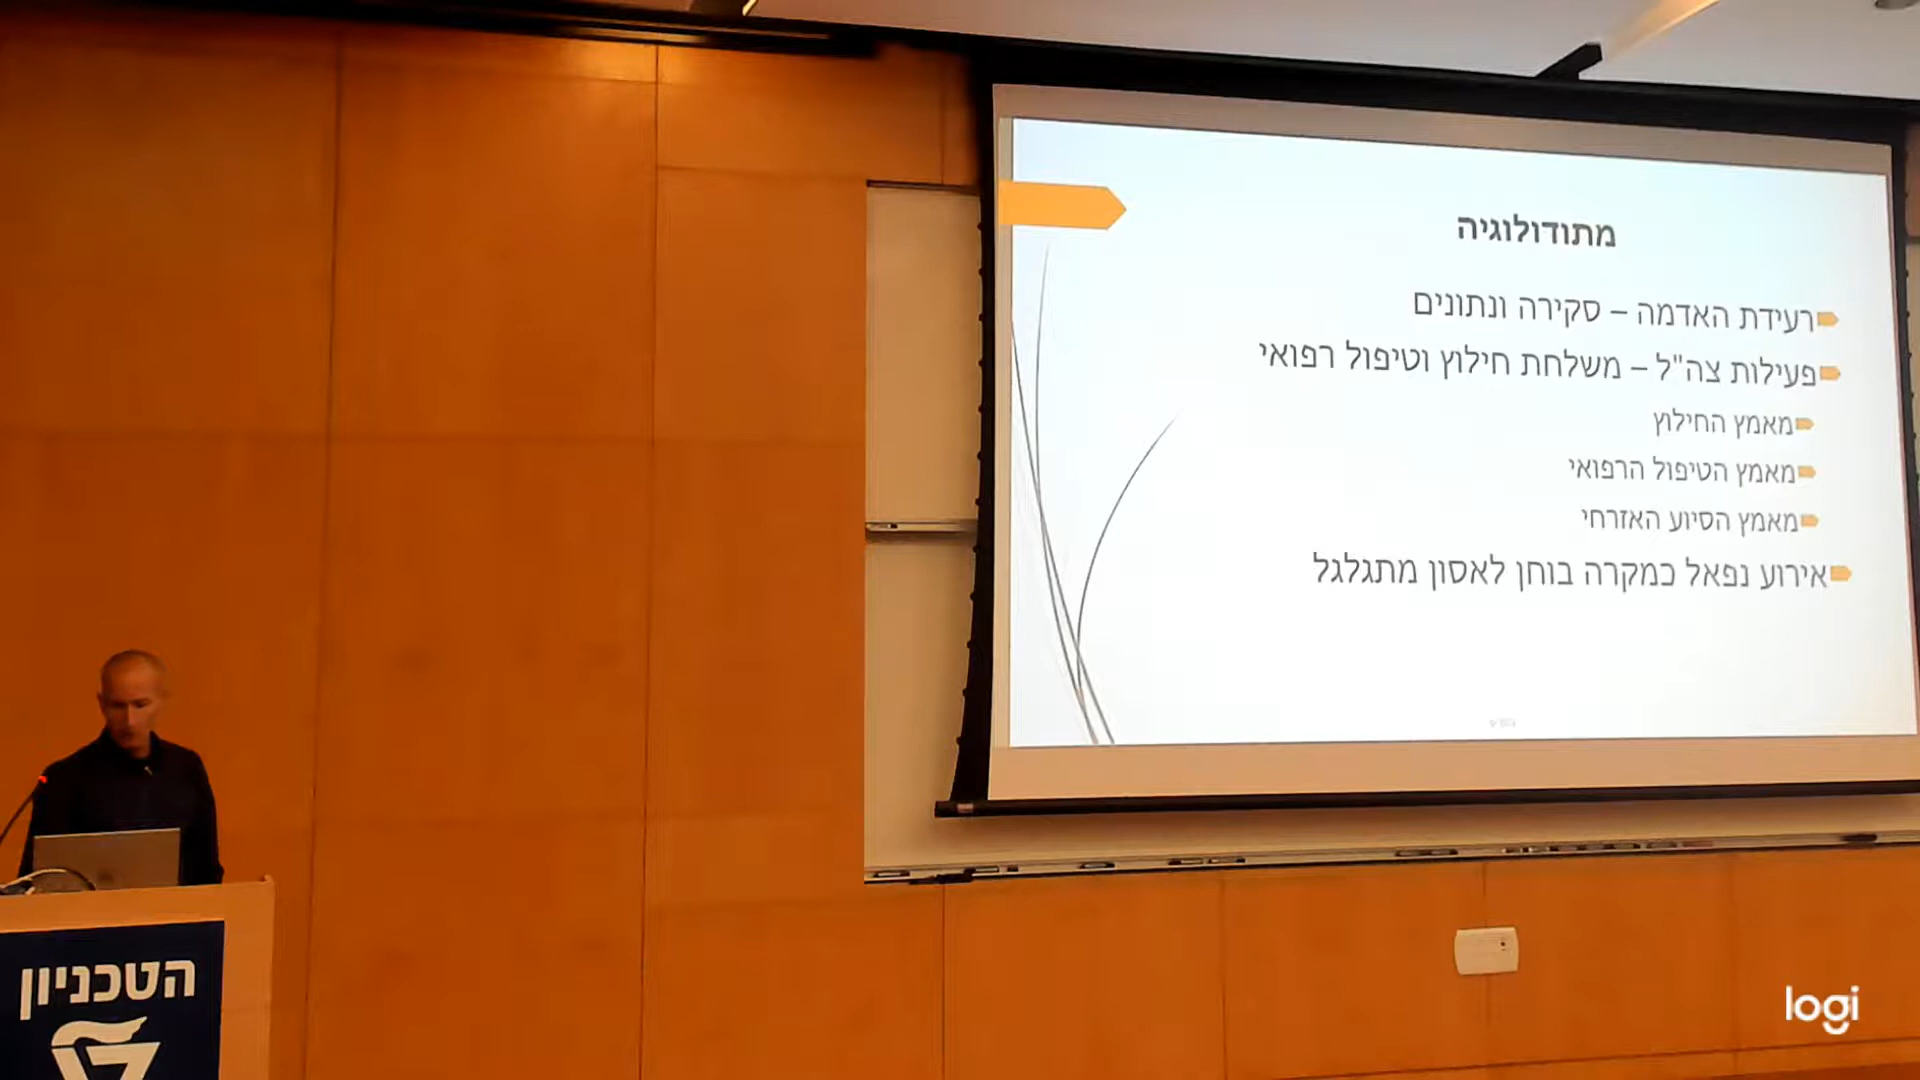 מתודולוגיה
רעידת האדמה – סקירה ונתונים
פעילות צה"ל – משלחת חילוץ וטיפול רפואי
מאמץ החילוץ
מאמץ הטיפול הרפואי
מאמץ הסיוע האזרחי
אירוע נפאל כמקרה בוחן לאסון מתגלגל
הטכניון
logi